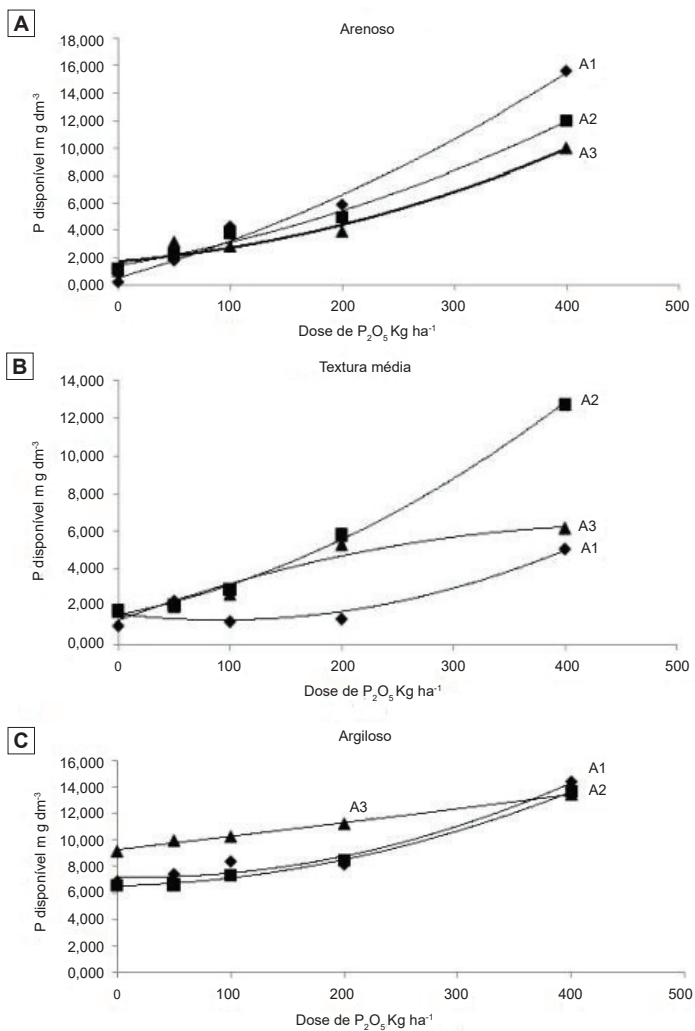 A
Arenoso
P disponível m g dm-3
18,000
16,000
14,000
12,000
10,000
8,000
6,000
4,000
2,000
0,000
A1
A2
A3
0 100 200 300 400 500
Dose de P2O5 Kg ha-1
B
Textura média
P disponível m g dm-3
14,000
12,000
10,000
8,000
6,000
4,000
2,000
0,000
A2
A3
A1
0 100 200 300 400 500
Dose de P2O5 Kg ha-1
C
Argiloso
P disponível m g dm-3
16,000
14,000
12,000
10,000
8,000
6,000
4,000
2,000
0,000
A1
A2
A3
0 100 200 300 400 500
Dose de P2O5 Kg ha-1